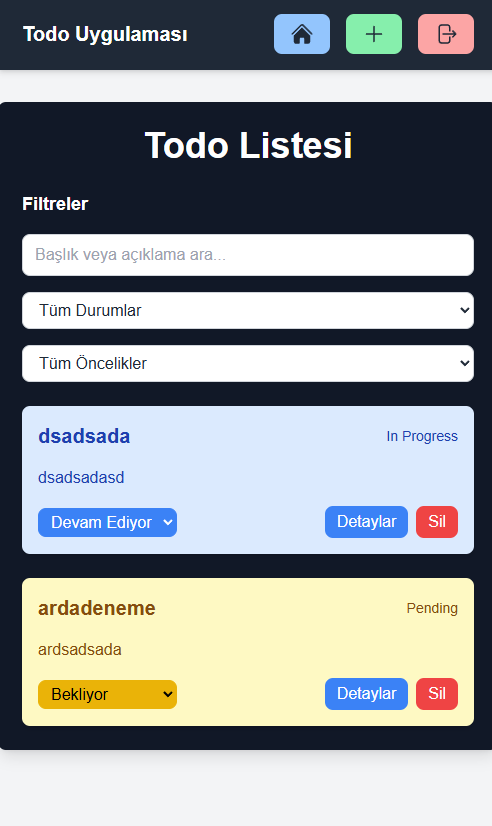 Todo Uygulaması
Todo Listesi
Filtreler
Başlık veya açıklama ara...
Tüm Durumlar
Tüm Öncelikler
dsadsada In Progress
dsadsadasd
Devam Ediyor Detaylar Sil
ardadeneme Pending
ardsadsada
Bekliyor Detaylar Sil